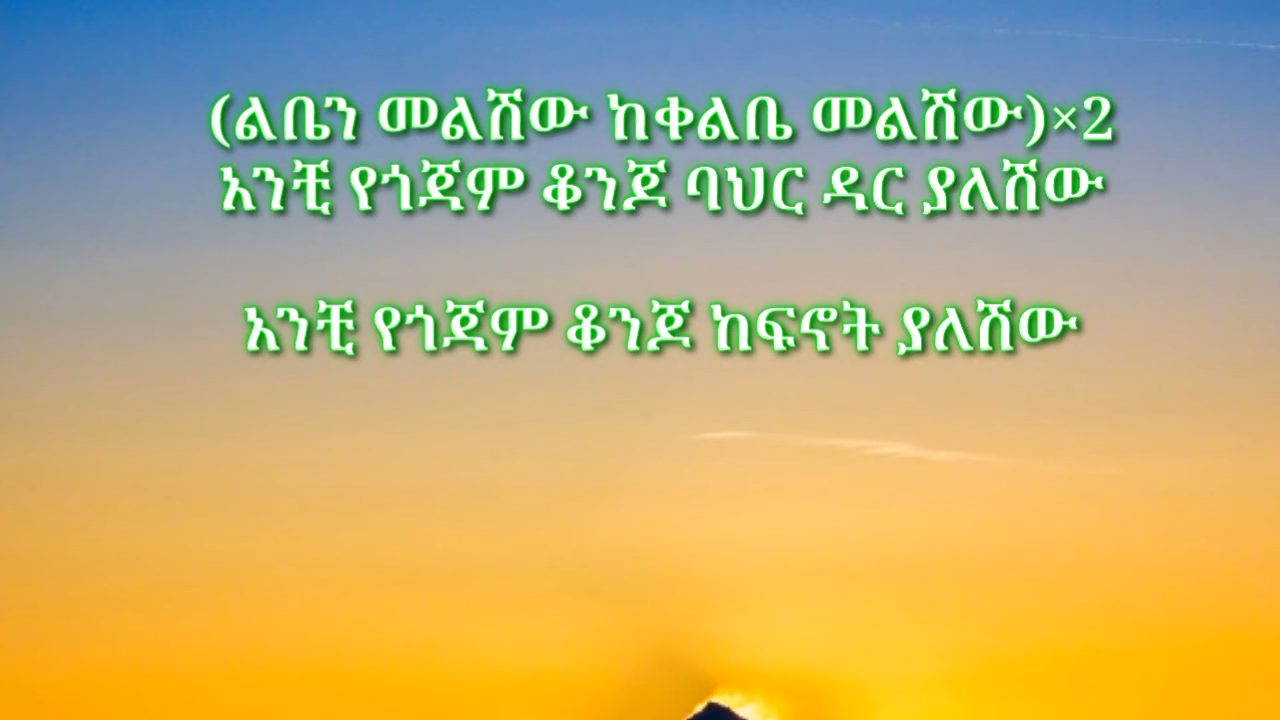 (ልቤን መልሽው ከቀልቤ መልሽው)×2
አንቺ የጎጃም ቆንጆ ባህር ዳር ያለሽው
አንቺ የጎጃም ቆንጆ ከፍኖት ያለሽው